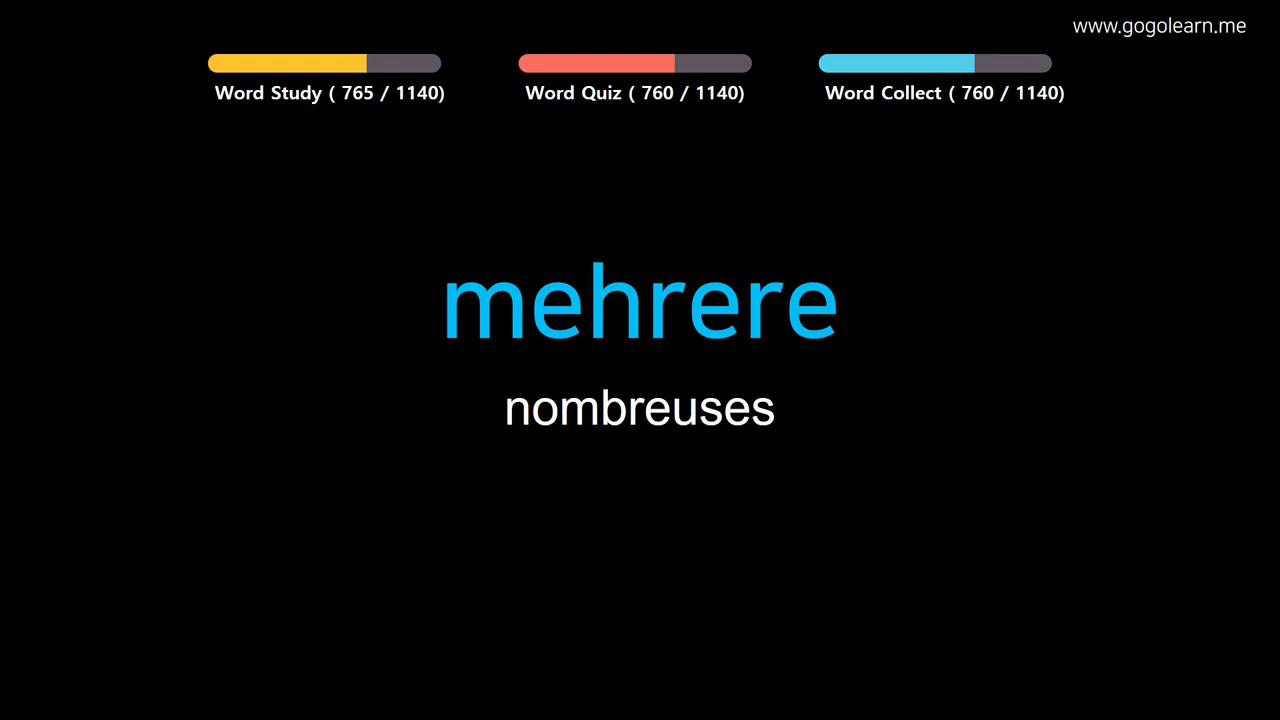 www.gogolearn.me
Word Study ( 765 / 1140)
Word Quiz ( 760 / 1140)
Word Collect ( 760 / 1140)
mehrere
nombreuses